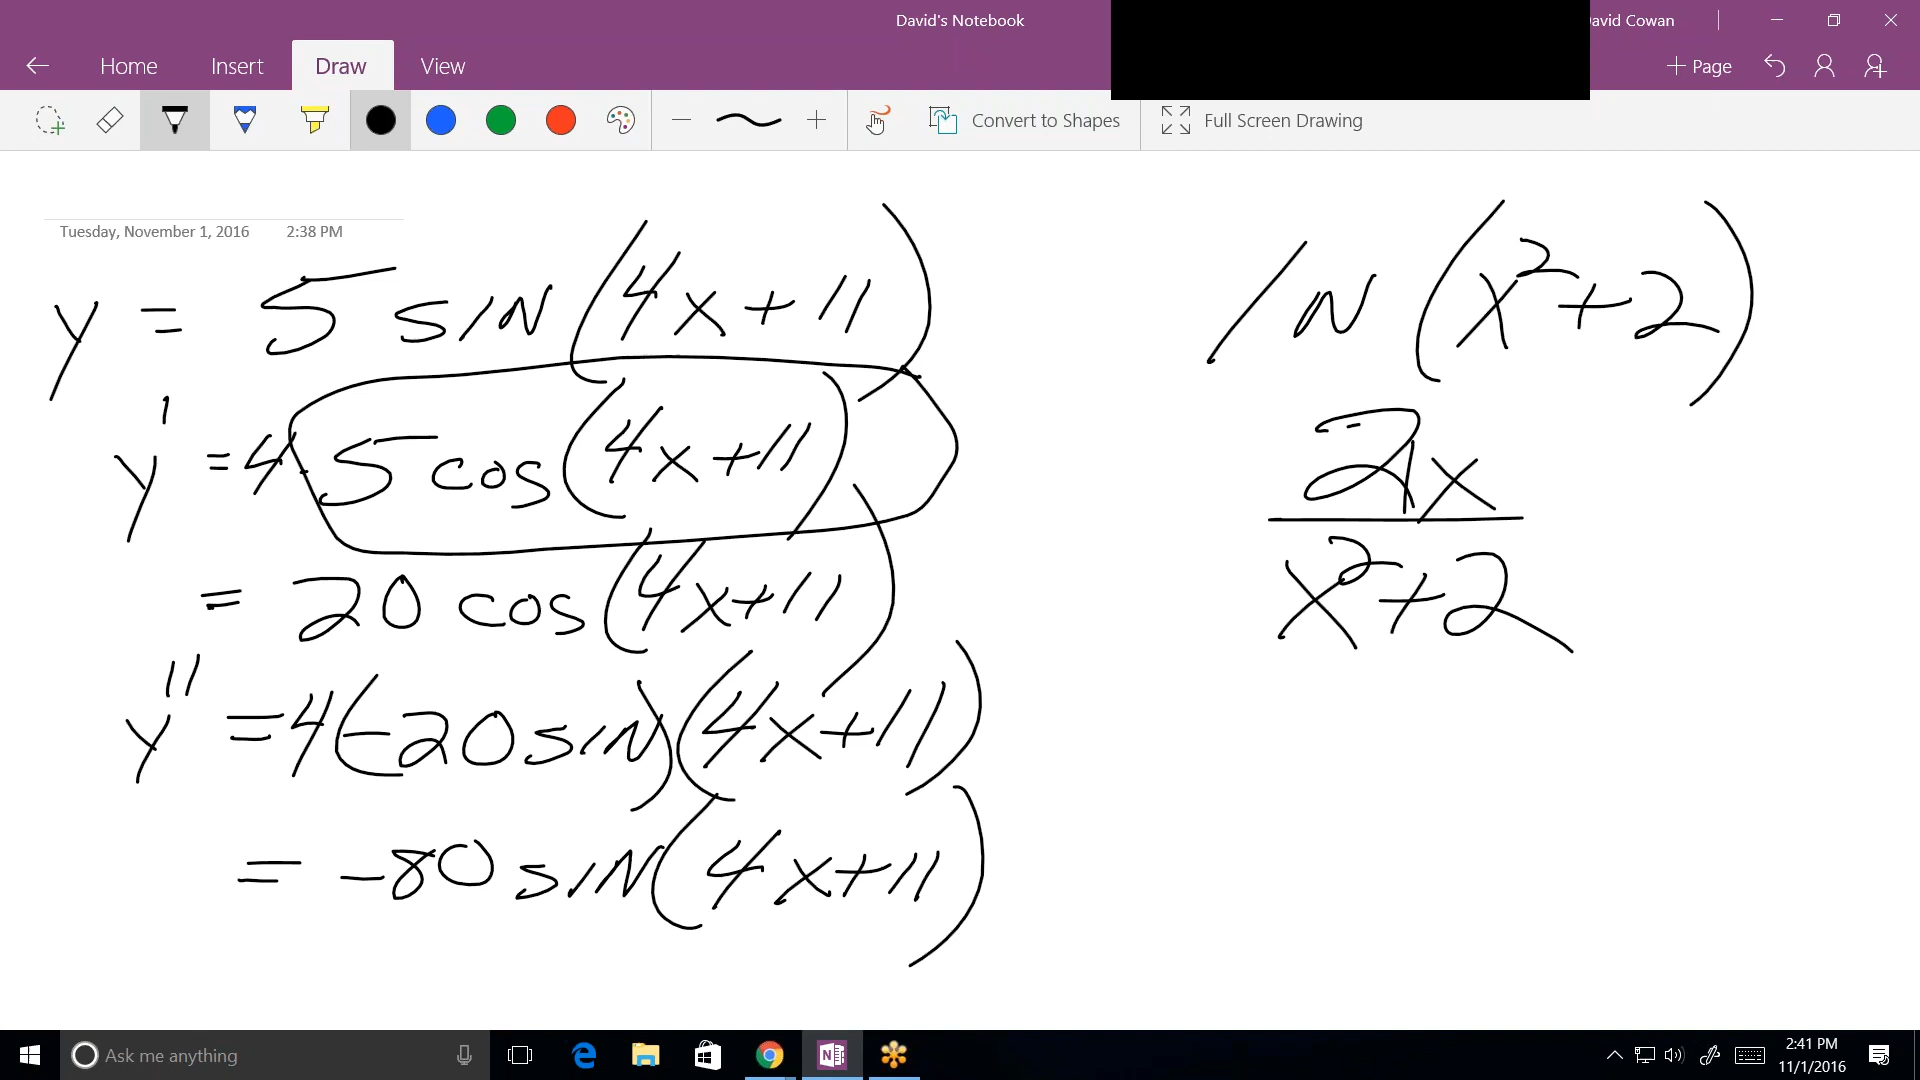 David's Notebook
avid Cowan
Home Insert Draw View
Page
Convert to Shapes
Full Screen Drawing
Tuesday, November 1, 2016 2:38 PM
y = 5 sin(4x+11)
y' = 4·5 cos(4x+11)
= 20 cos(4x+11)
y'' = 4(-20 sin)(4x+11)
= -80 sin(4x+11)
ln(x²+2)
2x
x²+2
Ask me anything
2:41 PM
11/1/2016